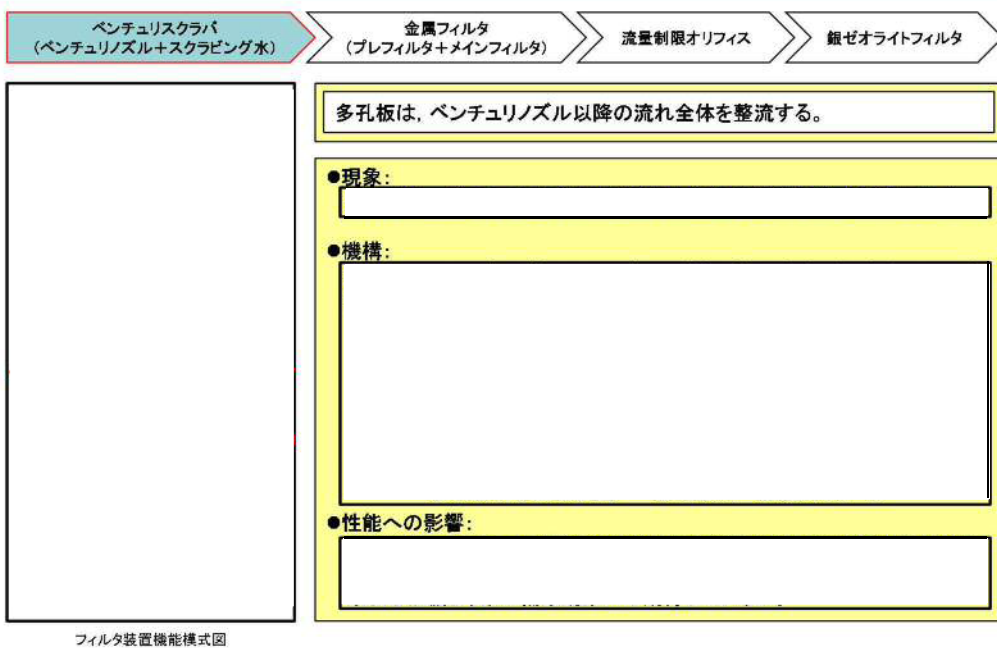 ベンチュリスクラバ
(ベンチュリノズル＋スクラビング水)
金属フィルタ
(プレフィルタ＋メインフィルタ)
流量制限オリフィス
銀ゼオライトフィルタ
多孔板は，ベンチュリノズル以降の流れ全体を整流する。
●現象：
●機構：
●性能への影響：
フィルタ装置機能模式図